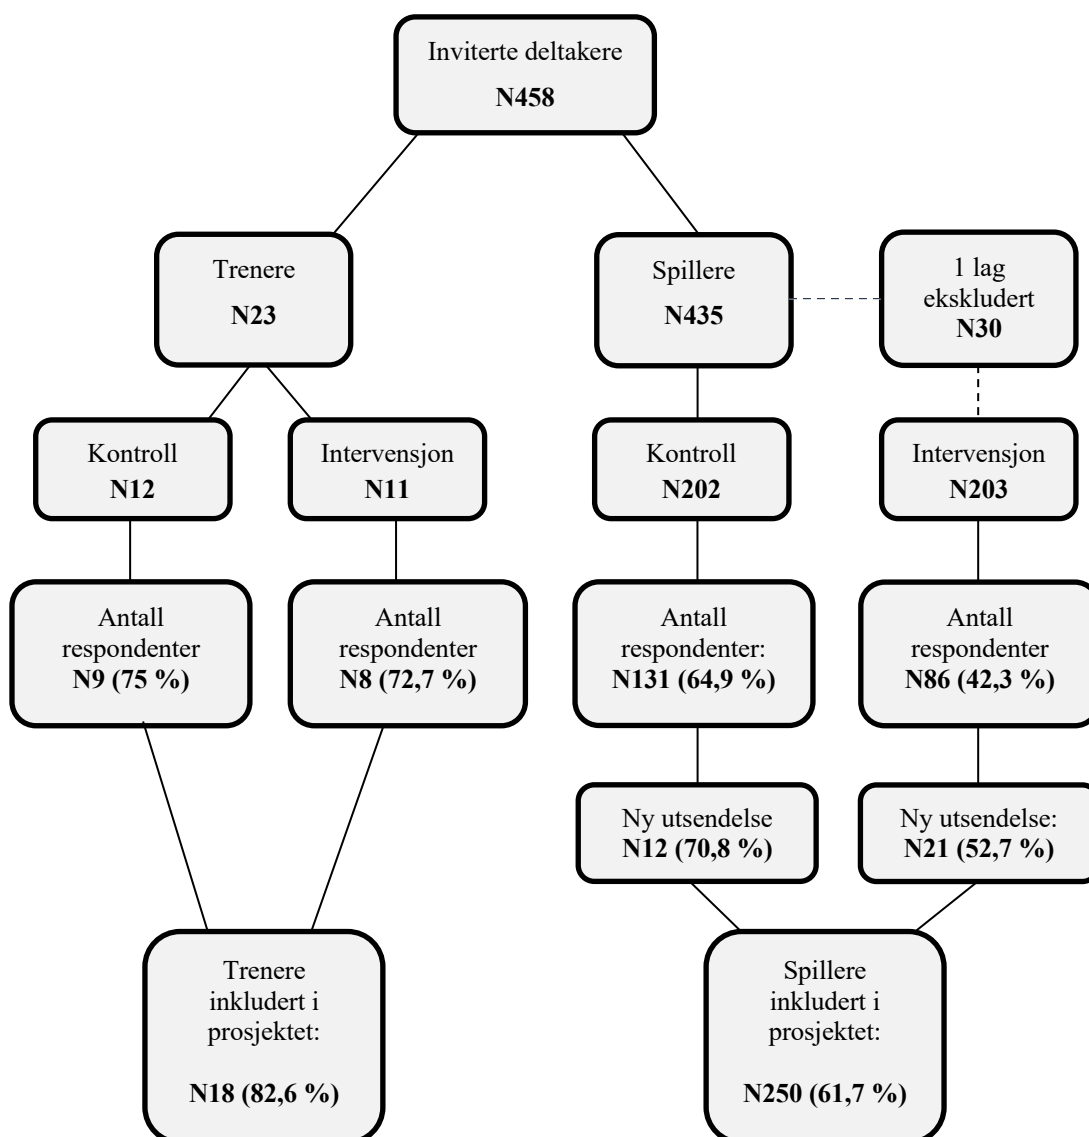 Inviterte deltakere
N458
Trenere
N23
Spillere
N435
1 lag
ekskludert
N30
Kontroll
N12
Intervensjon
N11
Kontroll
N202
Intervensjon
N203
Antall
respondenter
N9 (75 %)
Antall
respondenter
N8 (72,7 %)
Antall
respondenter:
N131 (64,9 %)
Antall
respondenter
N86 (42,3 %)
Ny utsendelse
N12 (70,8 %)
Ny utsendelse:
N21 (52,7 %)
Trenere
inkludert i
prosjektet:
N18 (82,6 %)
Spillere
inkludert i
prosjektet:
N250 (61,7 %)